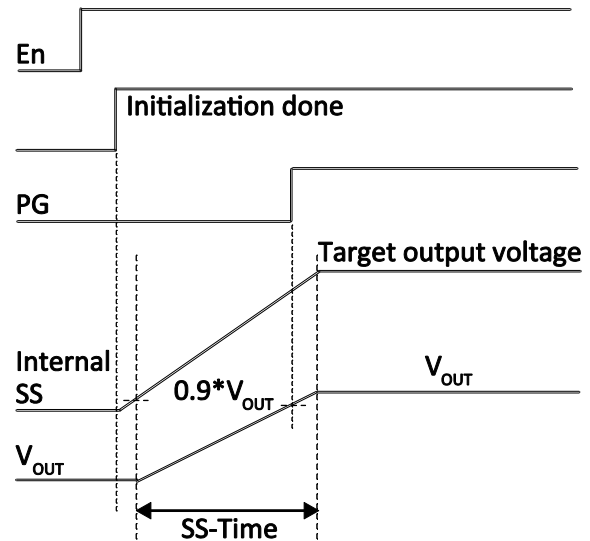 En
Initialization done
PG
Target output voltage
Internal
SS
0.9*VOUT
VOUT
VOUT
SS-Time